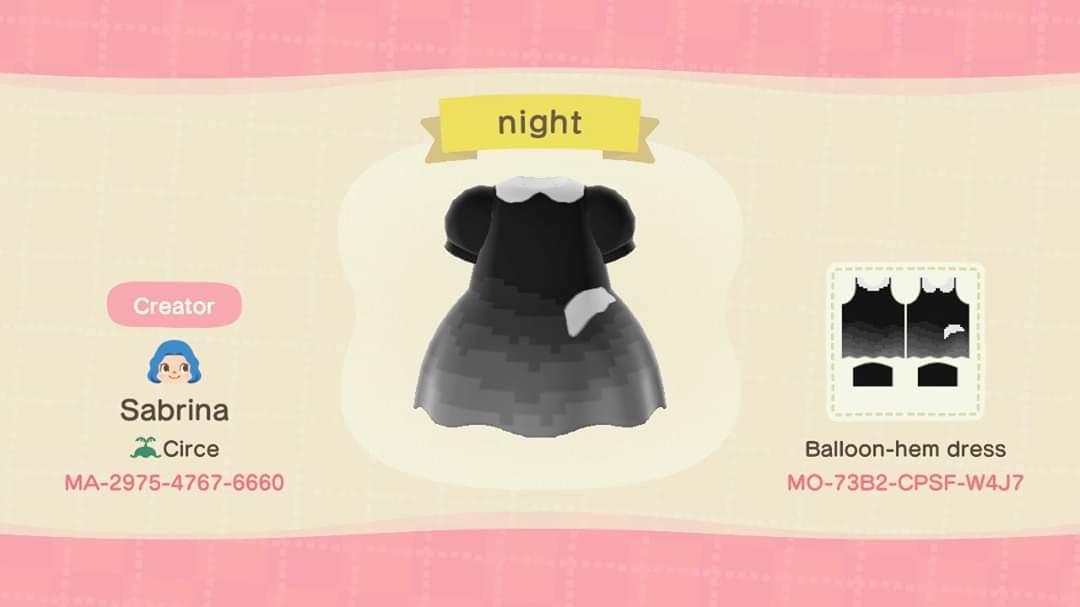 night
Creator
Sabrina
Circe
MA-2975-4767-6660
Balloon-hem dress
MO-73B2-CPSF-W4J7